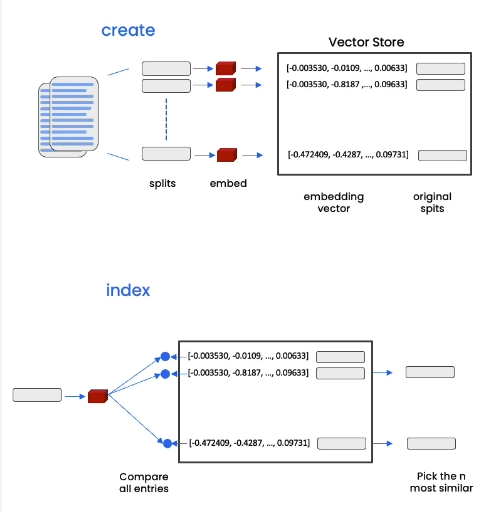 create
Vector Store
[-0.003530, -0.0109, ..., 0.00633]
[-0.003530, -0.8187 ,..., 0.09633]
[-0.472409, -0.4287, ..., 0.09731]
splits
embed
embedding
vector
original
spits
index
[-0.003530, -0.0109, ..., 0.00633]
[-0.003530, -0.8187, ..., 0.09633]
[-0.472409, -0.4287, ..., 0.09731]
Compare
all entries
Pick the n
most similar